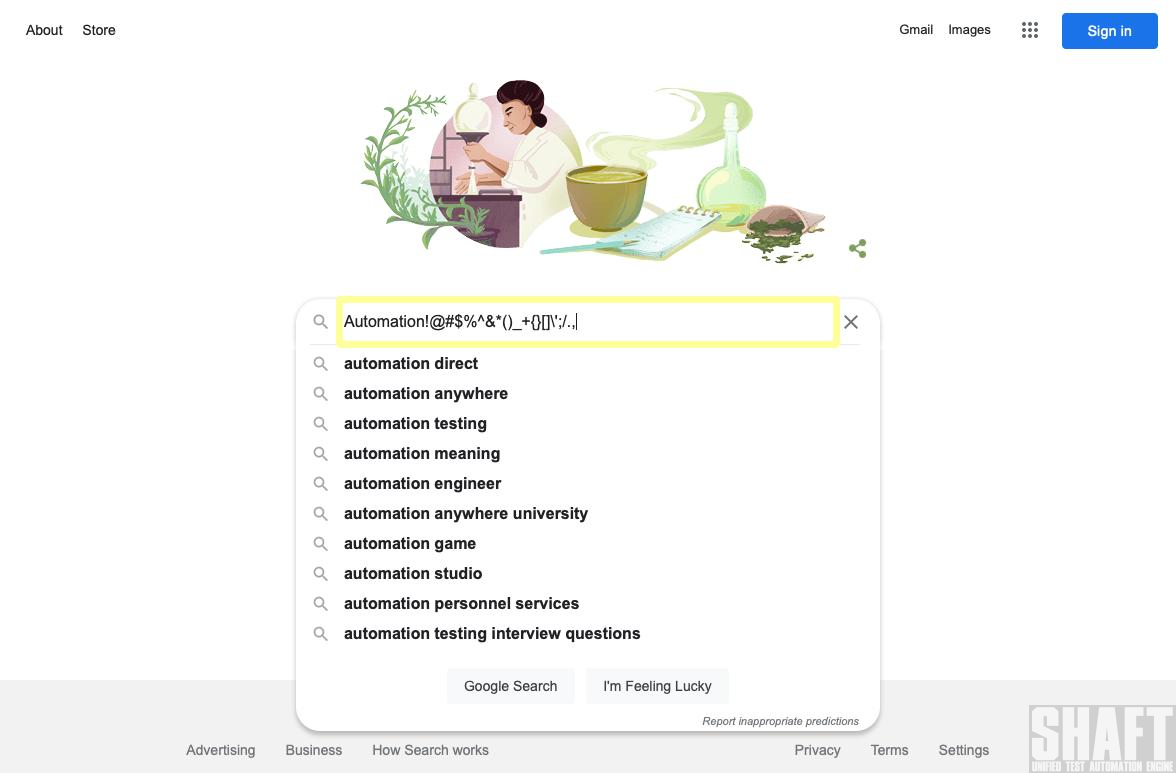 About Store Gmail Images Sign in
Automation!@#$%^&*()_+{}[]\';/.,
automation direct
automation anywhere
automation testing
automation meaning
automation engineer
automation anywhere university
automation game
automation studio
automation personnel services
automation testing interview questions
Google Search I'm Feeling Lucky
Report inappropriate predictions
Advertising Business How Search works Privacy Terms Settings
SHAFT
UNIFIED TEST AUTOMATION ENGINE